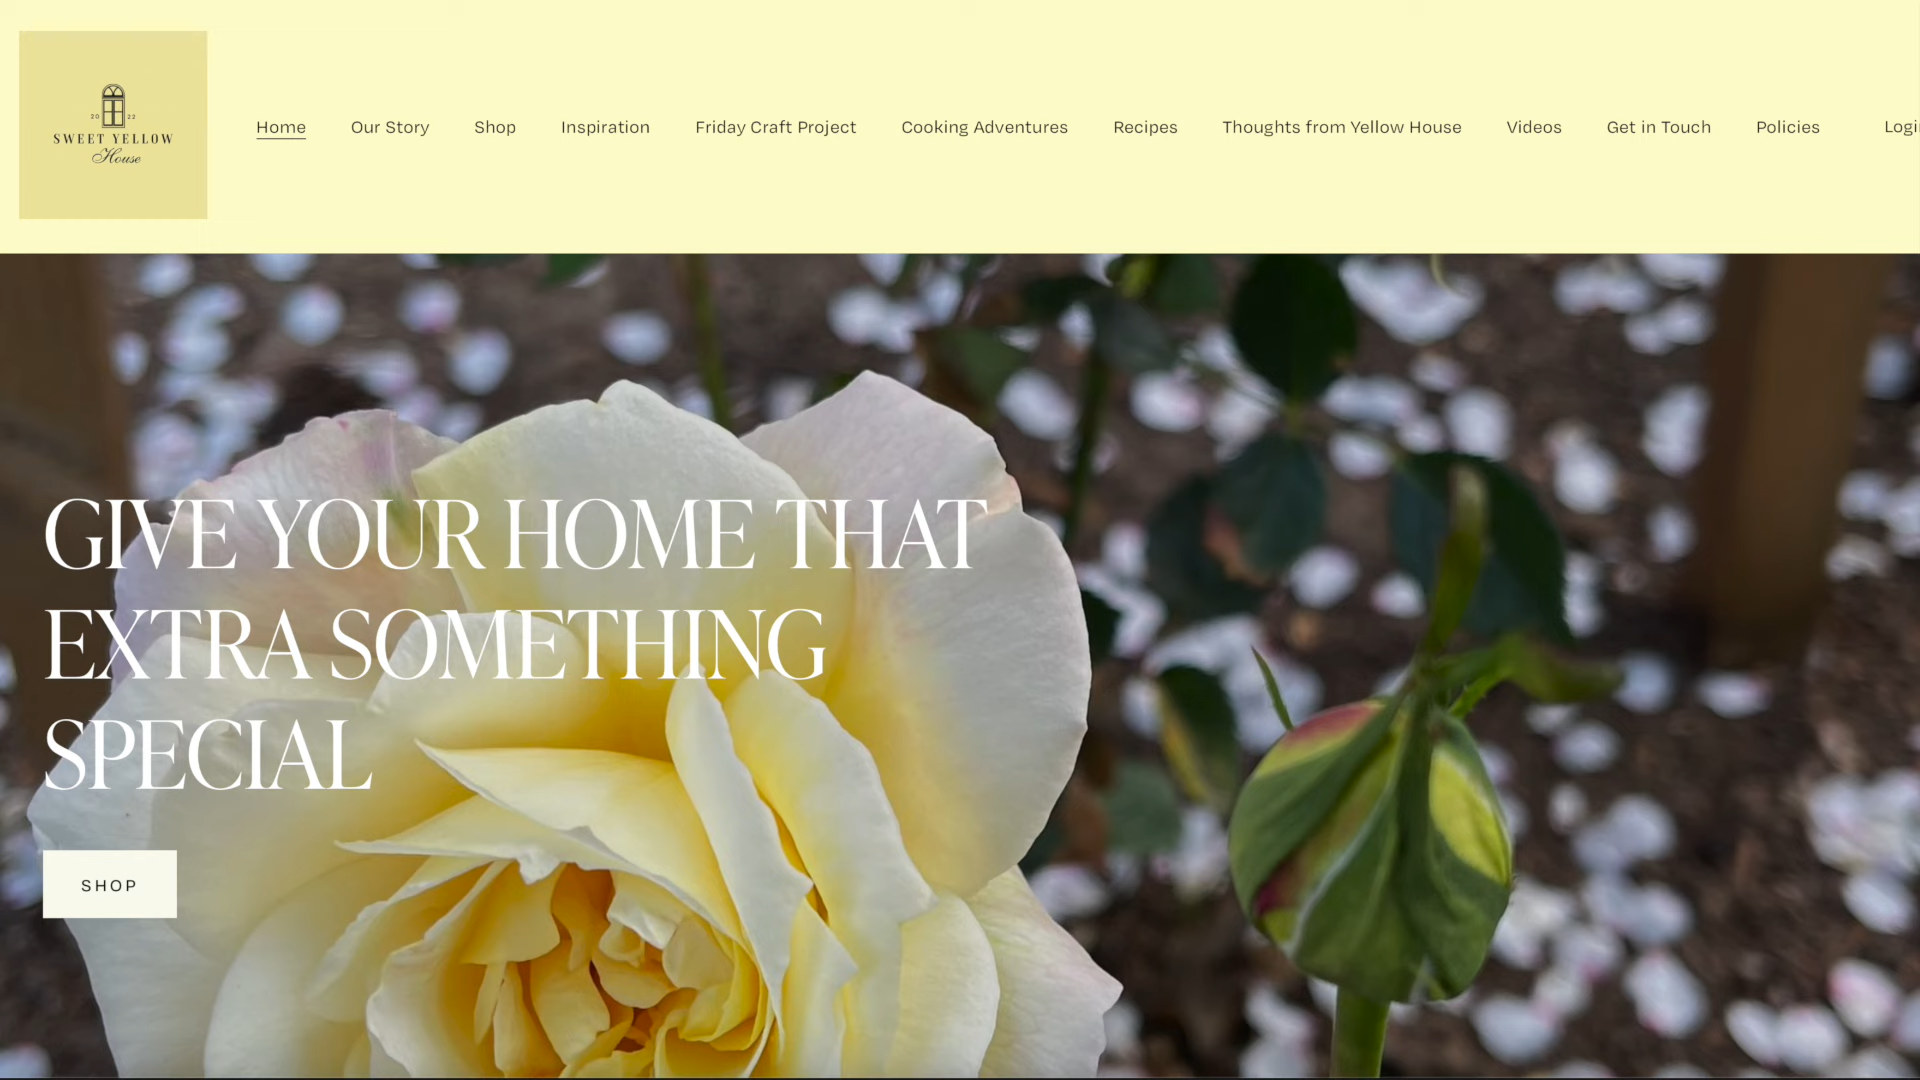 20 22
SWEET YELLOW
House
Home Our Story Shop Inspiration Friday Craft Project Cooking Adventures Recipes Thoughts from Yellow House Videos Get in Touch Policies
GIVE YOUR HOME THAT
EXTRA SOMETHING
SPECIAL
SHOP